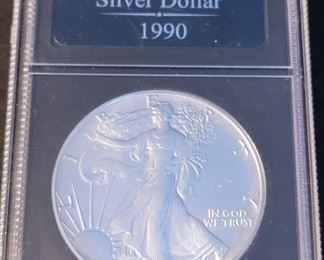 Silver Dollar
1990
IN GOD
WE TRUST